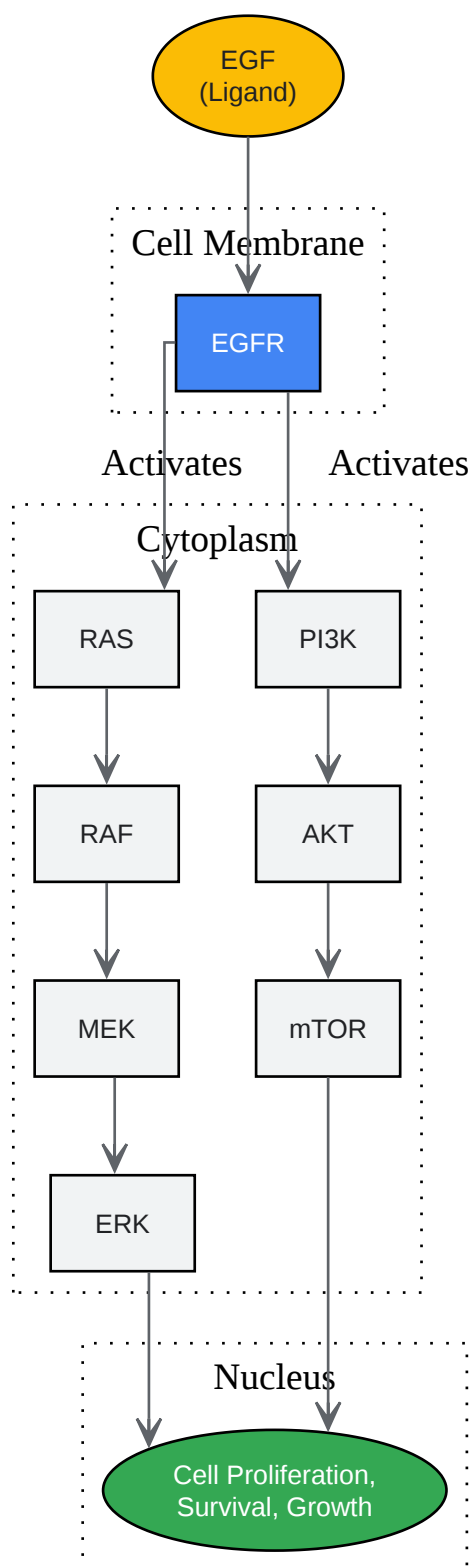 EGF
(Ligand)
Cell Membrane
EGFR
Activates
Activates
Cytoplasm
RAS
PI3K
RAF
AKT
MEK
mTOR
ERK
Nucleus
Cell Proliferation,
Survival, Growth